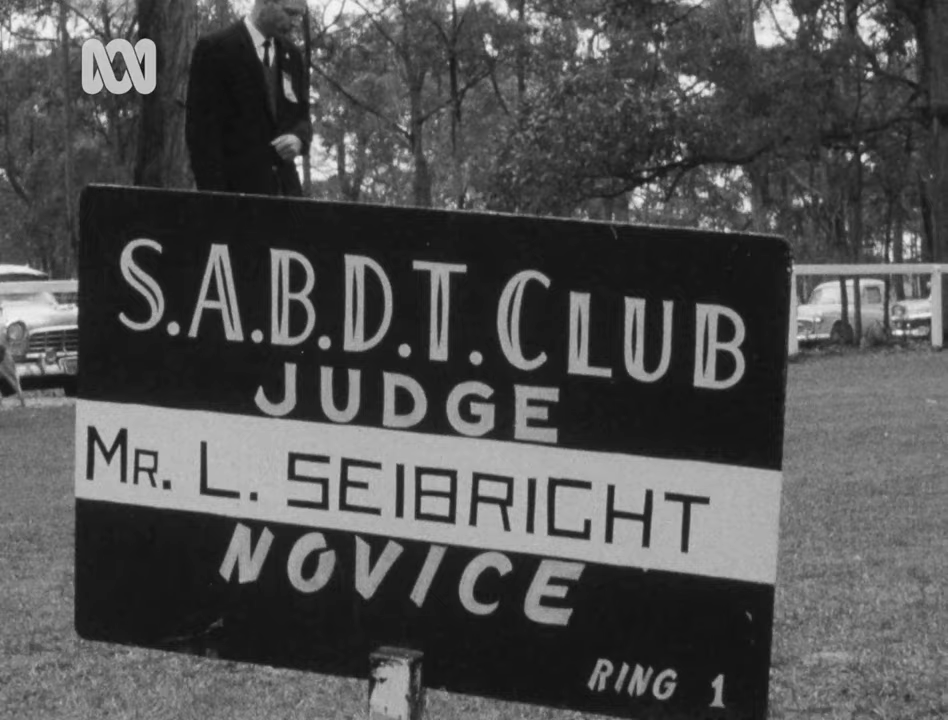 S.A.B.D.T. CLUB
JUDGE
MR. L. SEIBRIGHT
NOVICE
RING 1